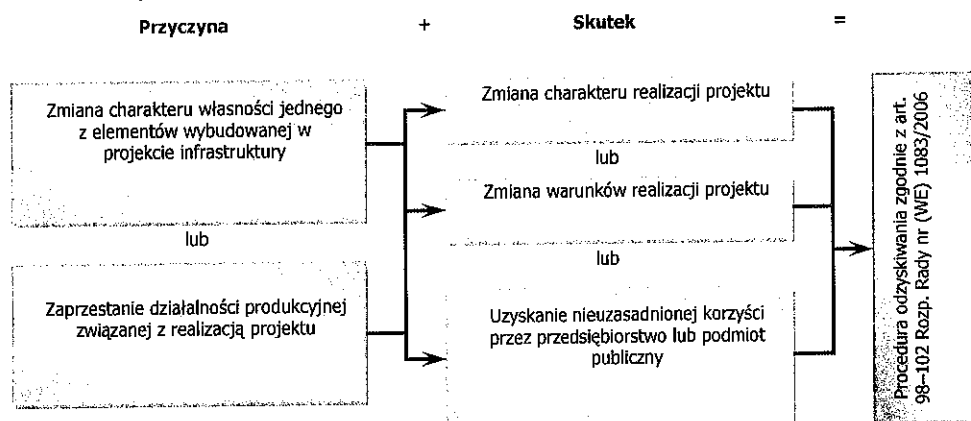 Przyczyna + Skutek =
Zmiana charakteru własności jednego
z elementów wybudowanej w
projekcie infrastruktury
lub
Zaprzestanie działalności produkcyjnej
związanej z realizacją projektu
Zmiana charakteru realizacji projektu
lub
Zmiana warunków realizacji projektu
lub
Uzyskanie nieuzasadnionej korzyści
przez przedsiębiorstwo lub podmiot
publiczny
Procedura odzyskiwania zgodnie z art.
98–102 Rozp. Rady nr (WE) 1083/2006